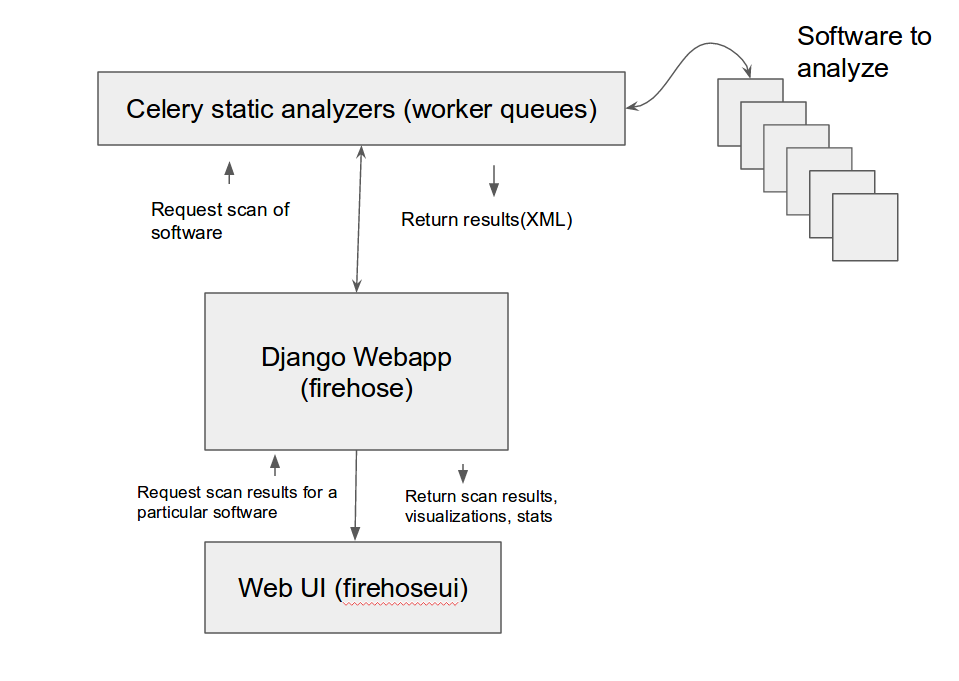 Software to
analyze
Celery static analyzers (worker queues)
Request scan of
software
Return results(XML)
Django Webapp
(firehose)
Request scan results for a
particular software
Return scan results,
visualizations, stats
Web UI (firehoseui)